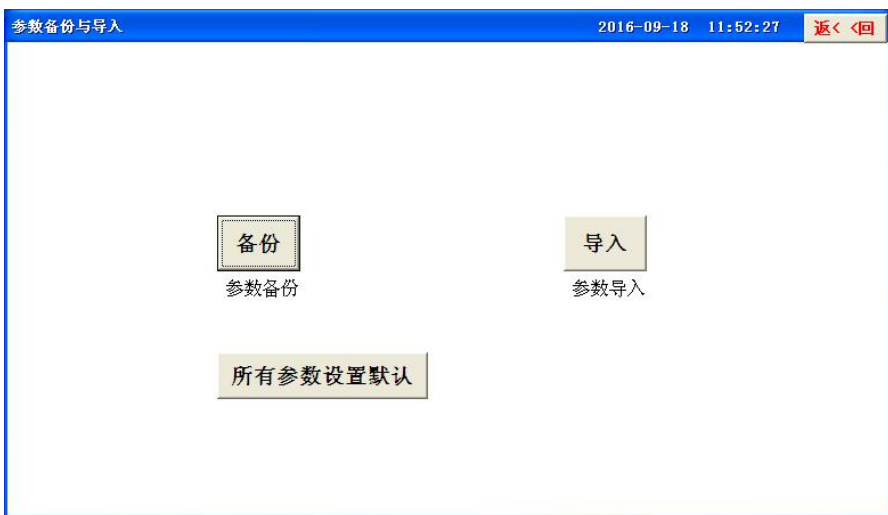 参数备份与导入 2016-09-18 11:52:27 返< <回
备份 导入
参数备份 参数导入
所有参数设置默认